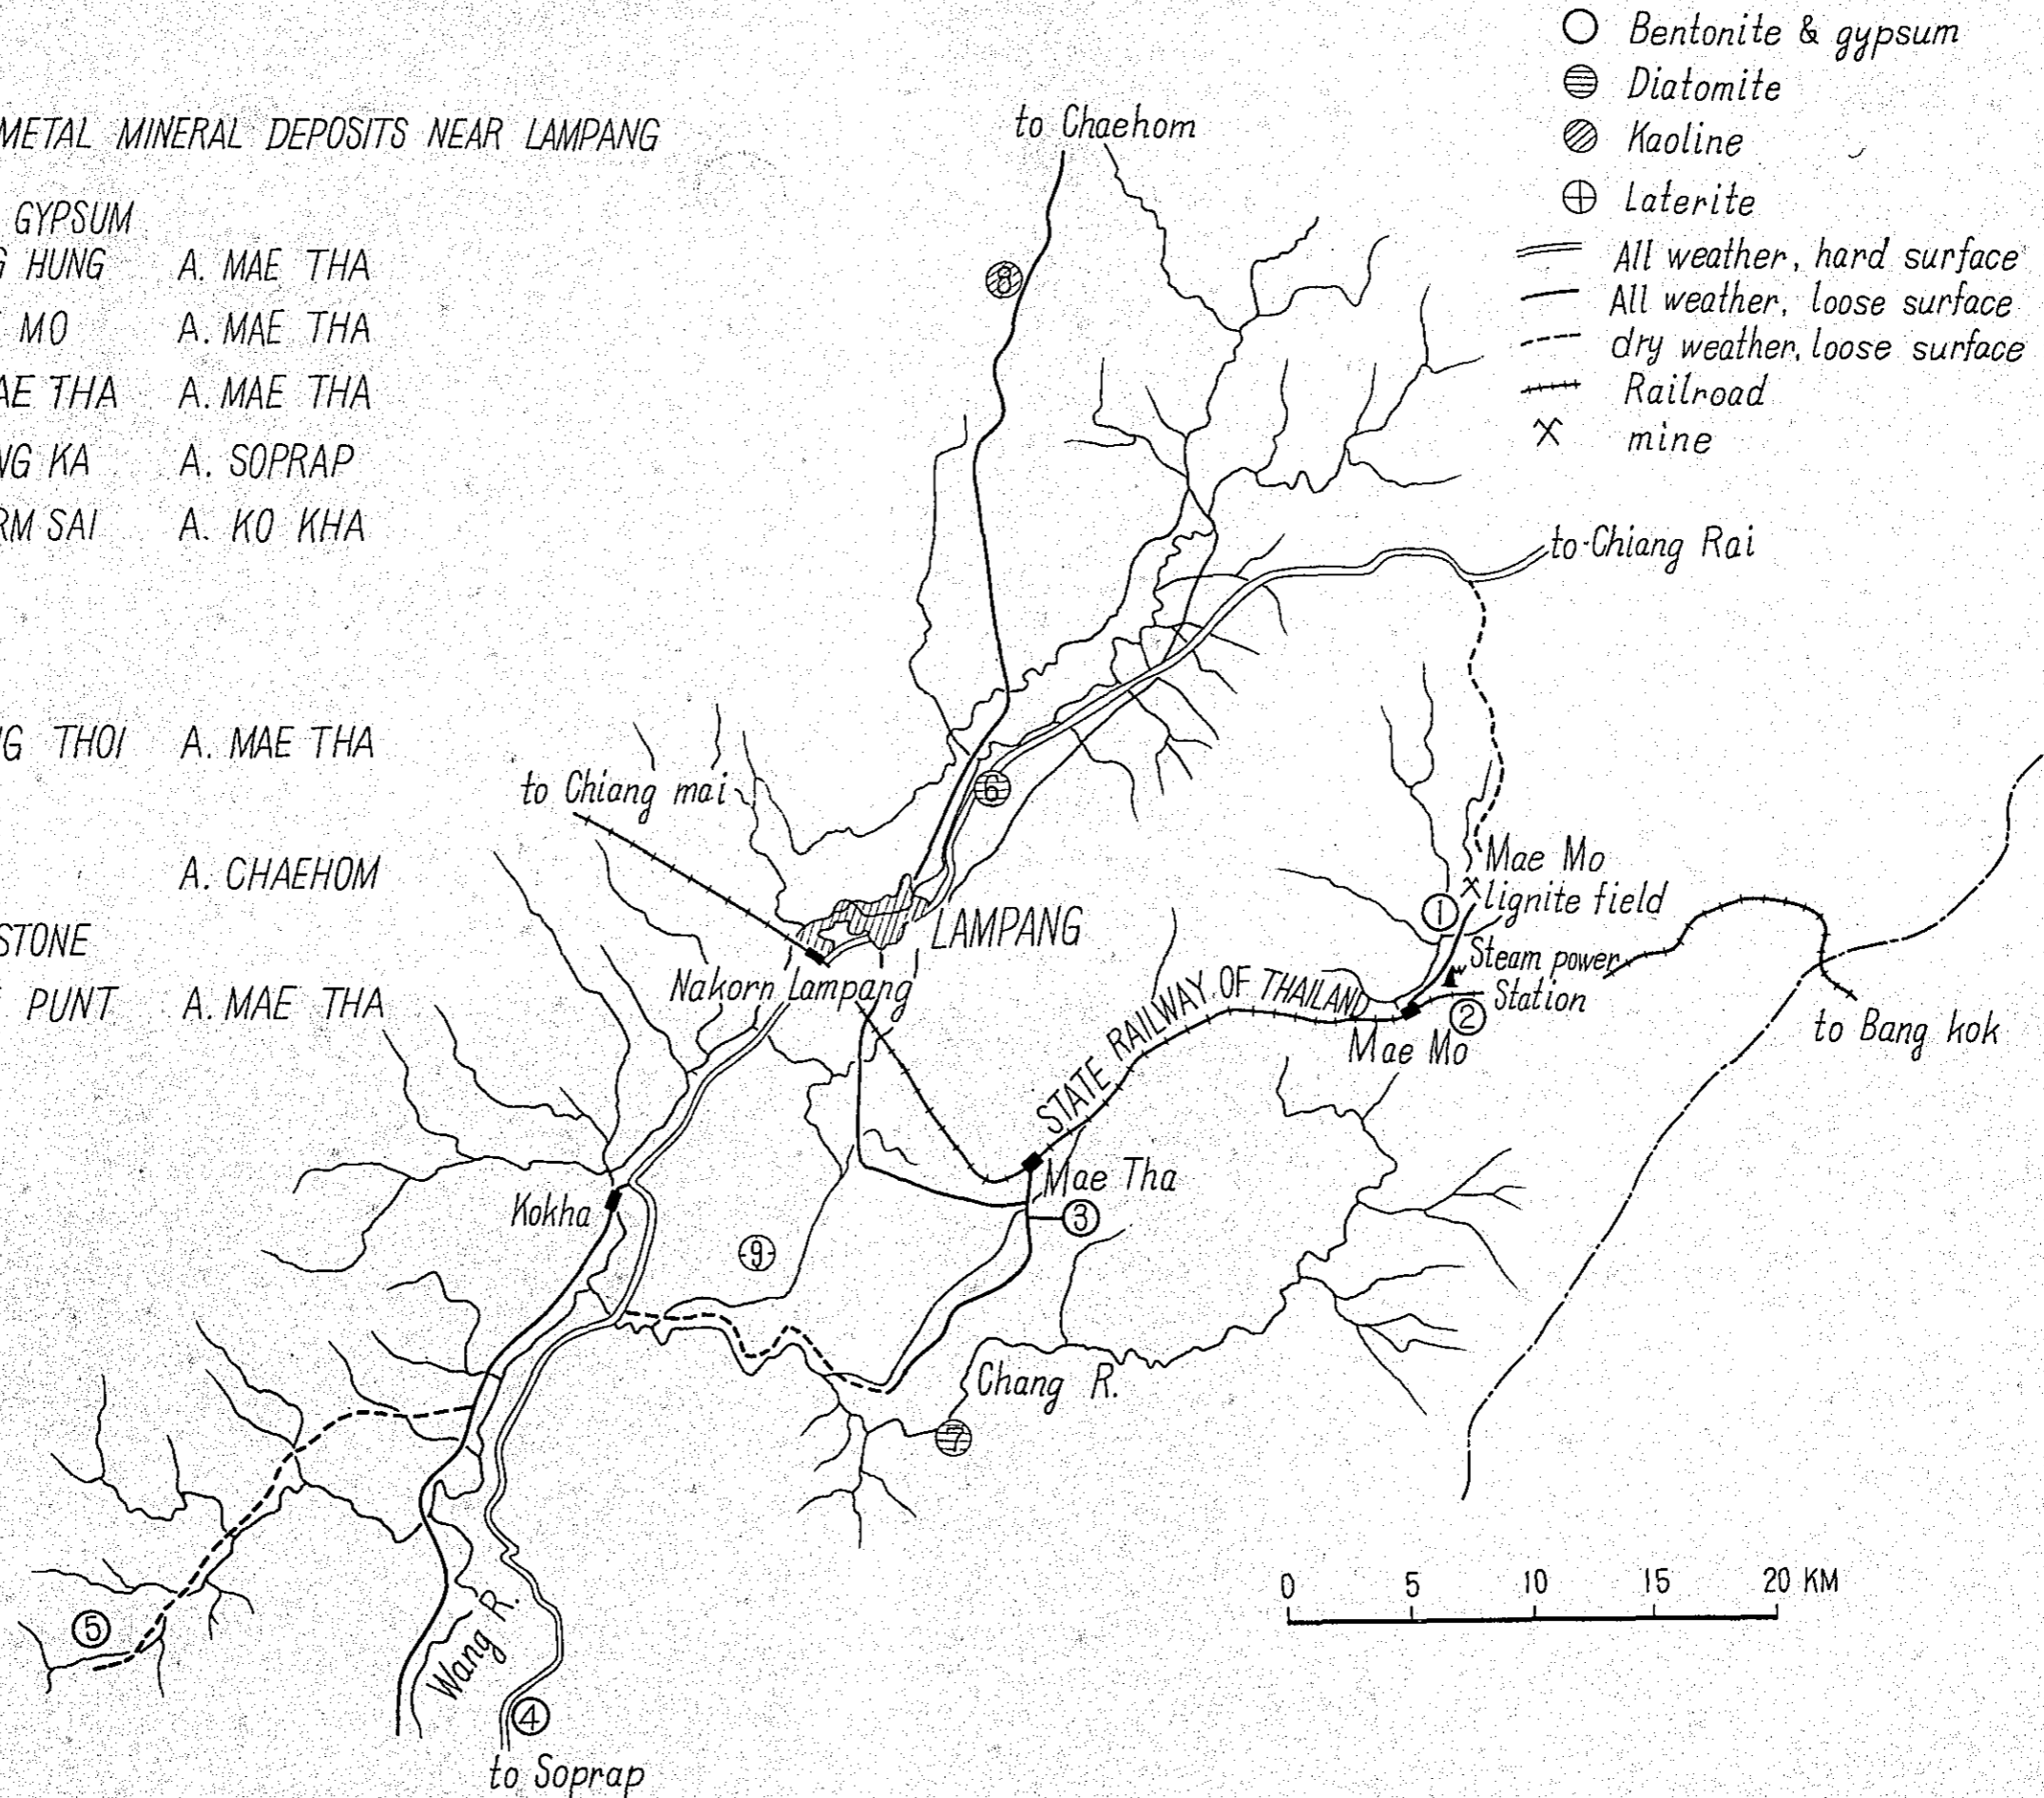 METAL MINERAL DEPOSITS NEAR LAMPANG
GYPSUM
HUNG A. MAE THA
MO A. MAE THA
AE THA A. MAE THA
NG KA A. SOPRAP
RM SAI A. KO KHA
NG THOI A. MAE THA
A. CHAEHOM
STONE
PUNT A. MAE THA
Bentonite & gypsum
Diatomite
Kaoline
Laterite
All weather, hard surface
All weather, loose surface
dry weather, loose surface
Railroad
mine
to Chaehom
8
to Chiang Rai
to Chiang mai
6
Mae Mo
lignite field
1
LAMPANG
Steam power
Station
Nakorn Lampang
STATE RAILWAY OF THAILAND
2
Mae Mo
to Bang kok
Mae Tha
Kokha
3
9
Chang R.
7
0 5 10 15 20 KM
5
Wang R.
4
to Soprap